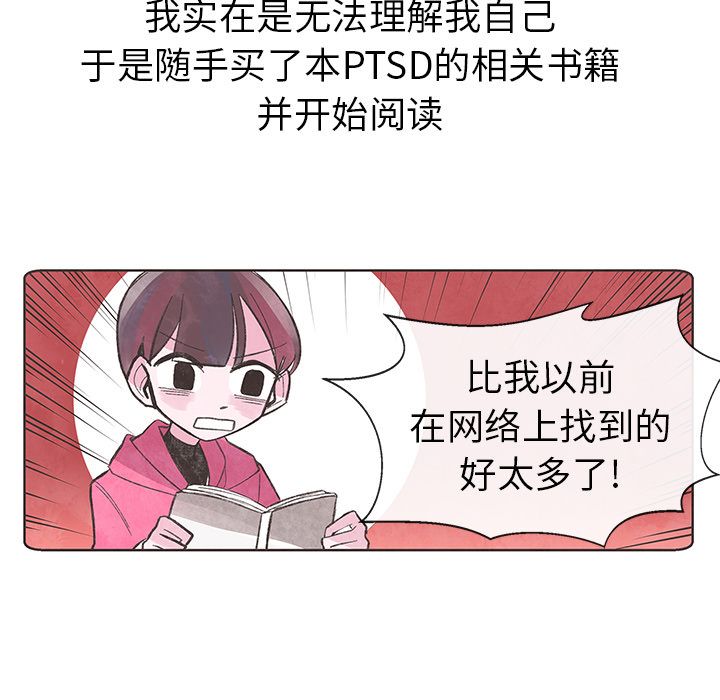 我实在是无法理解我自己
于是随手买了本PTSD的相关书籍
并开始阅读
比我以前
在网络上找到的
好太多了!